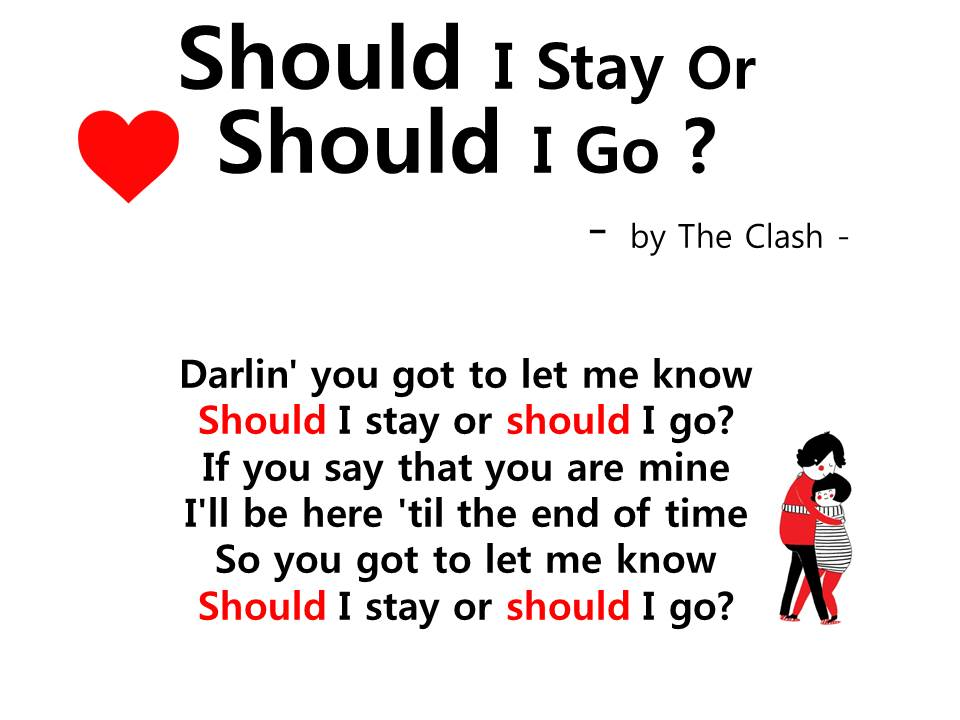 Should I Stay Or
Should I Go ?
- by The Clash -
Darlin' you got to let me know
Should I stay or should I go?
If you say that you are mine
I'll be here 'til the end of time
So you got to let me know
Should I stay or should I go?